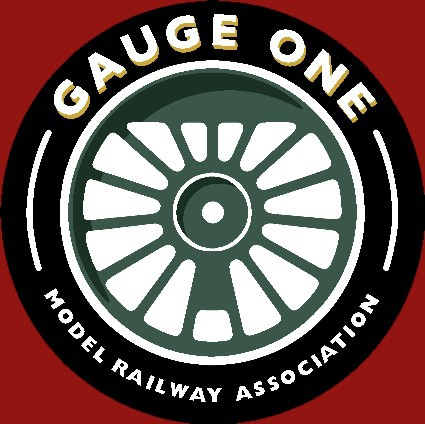 GAUGE ONE
MODEL RAILWAY ASSOCIATION